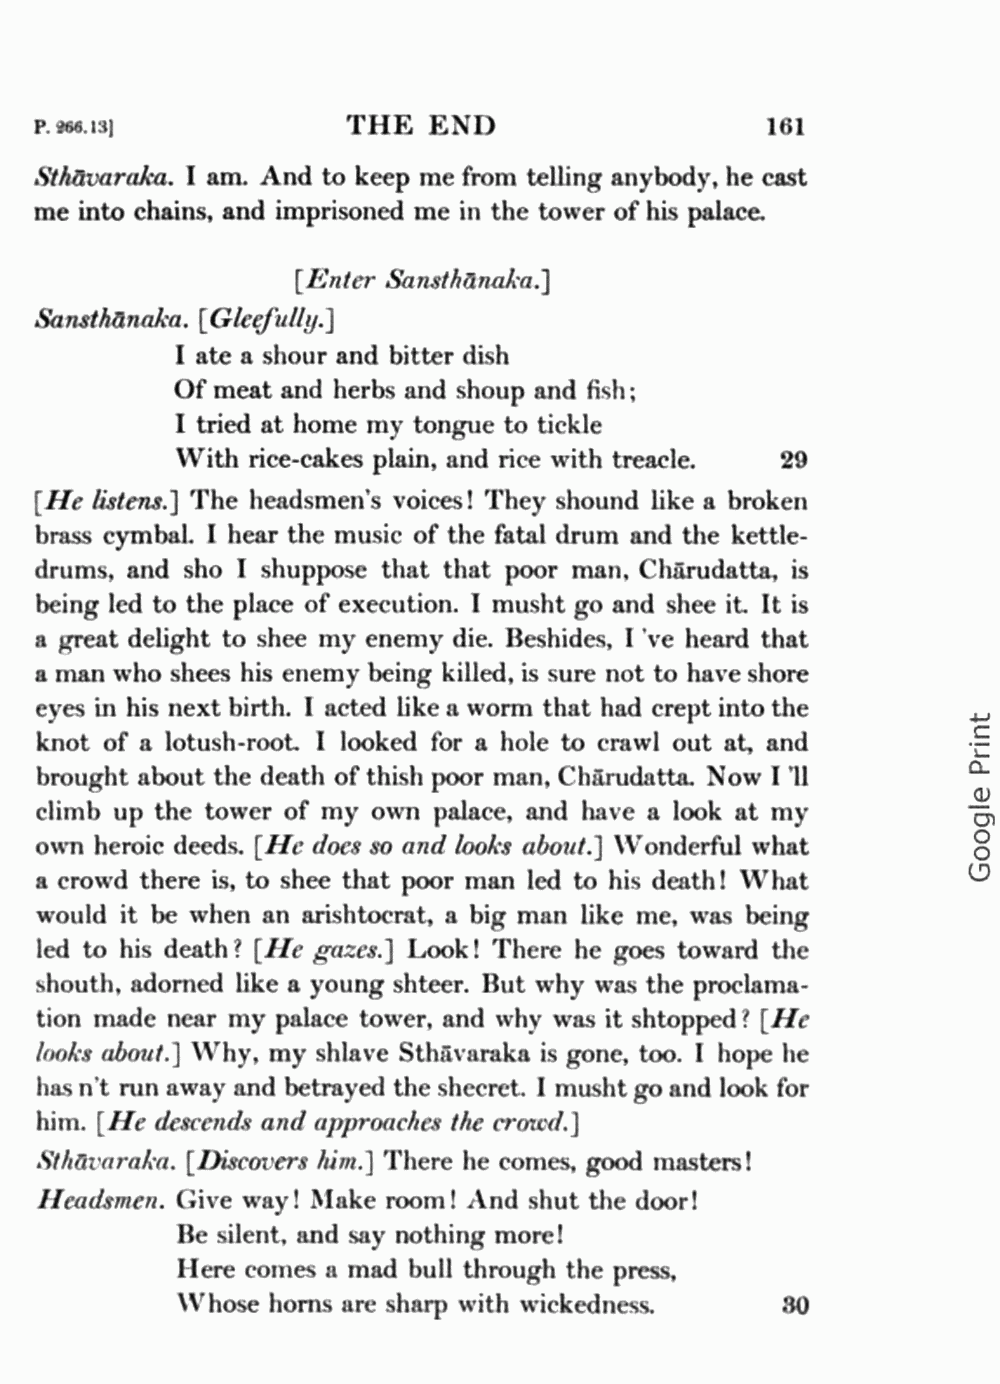 P. 266.13] THE END 161
Sthāvaraka. I am. And to keep me from telling anybody, he cast
me into chains, and imprisoned me in the tower of his palace.
[Enter Sansthānaka.]
Sansthānaka. [Gleefully.]
I ate a shour and bitter dish
Of meat and herbs and shoup and fish;
I tried at home my tongue to tickle
With rice-cakes plain, and rice with treacle. 29
[He listens.] The headsmen's voices! They shound like a broken
brass cymbal. I hear the music of the fatal drum and the kettle-
drums, and sho I shuppose that that poor man, Chārudatta, is
being led to the place of execution. I musht go and shee it. It is
a great delight to shee my enemy die. Beshides, I 've heard that
a man who shees his enemy being killed, is sure not to have shore
eyes in his next birth. I acted like a worm that had crept into the
knot of a lotush-root. I looked for a hole to crawl out at, and
brought about the death of thish poor man, Chārudatta. Now I 'll
climb up the tower of my own palace, and have a look at my
own heroic deeds. [He does so and looks about.] Wonderful what
a crowd there is, to shee that poor man led to his death! What
would it be when an arishtocrat, a big man like me, was being
led to his death? [He gazes.] Look! There he goes toward the
shouth, adorned like a young shteer. But why was the proclama-
tion made near my palace tower, and why was it shtopped? [He
looks about.] Why, my shlave Sthāvaraka is gone, too. I hope he
has n't run away and betrayed the shecret. I musht go and look for
him. [He descends and approaches the crowd.]
Sthāvaraka. [Discovers him.] There he comes, good masters!
Headsmen. Give way! Make room! And shut the door!
Be silent, and say nothing more!
Here comes a mad bull through the press,
Whose horns are sharp with wickedness. 30
Google Print